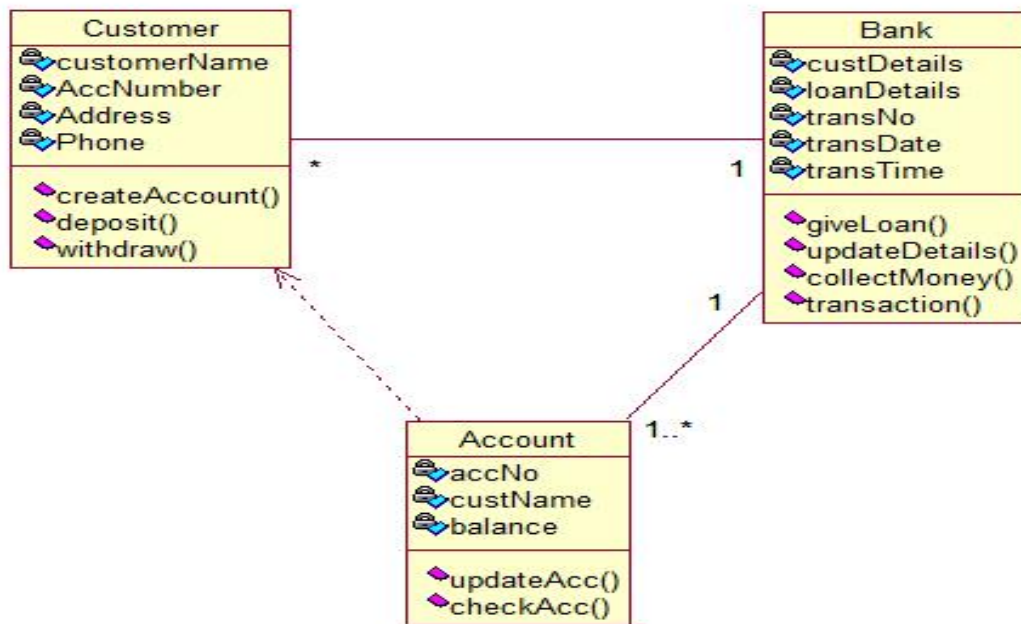 Customer
customerName
AccNumber
Address
Phone
createAccount()
deposit()
withdraw()
*
1
Bank
custDetails
loanDetails
transNo
transDate
transTime
giveLoan()
updateDetails()
collectMoney()
transaction()
1
1..*
Account
accNo
custName
balance
updateAcc()
checkAcc()